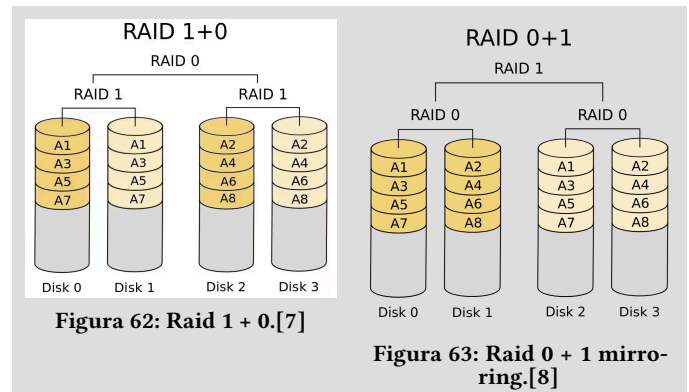 RAID 1+0
RAID 0
RAID 1 RAID 1
A1 A1 A2 A2
A3 A3 A4 A4
A5 A5 A6 A6
A7 A7 A8 A8
Disk 0 Disk 1 Disk 2 Disk 3
Figura 62: Raid 1 + 0.[7]
RAID 0+1
RAID 1
RAID 0 RAID 0
A1 A2 A1 A2
A3 A4 A3 A4
A5 A6 A5 A6
A7 A8 A7 A8
Disk 0 Disk 1 Disk 2 Disk 3
Figura 63: Raid 0 + 1 mirro-
ring.[8]